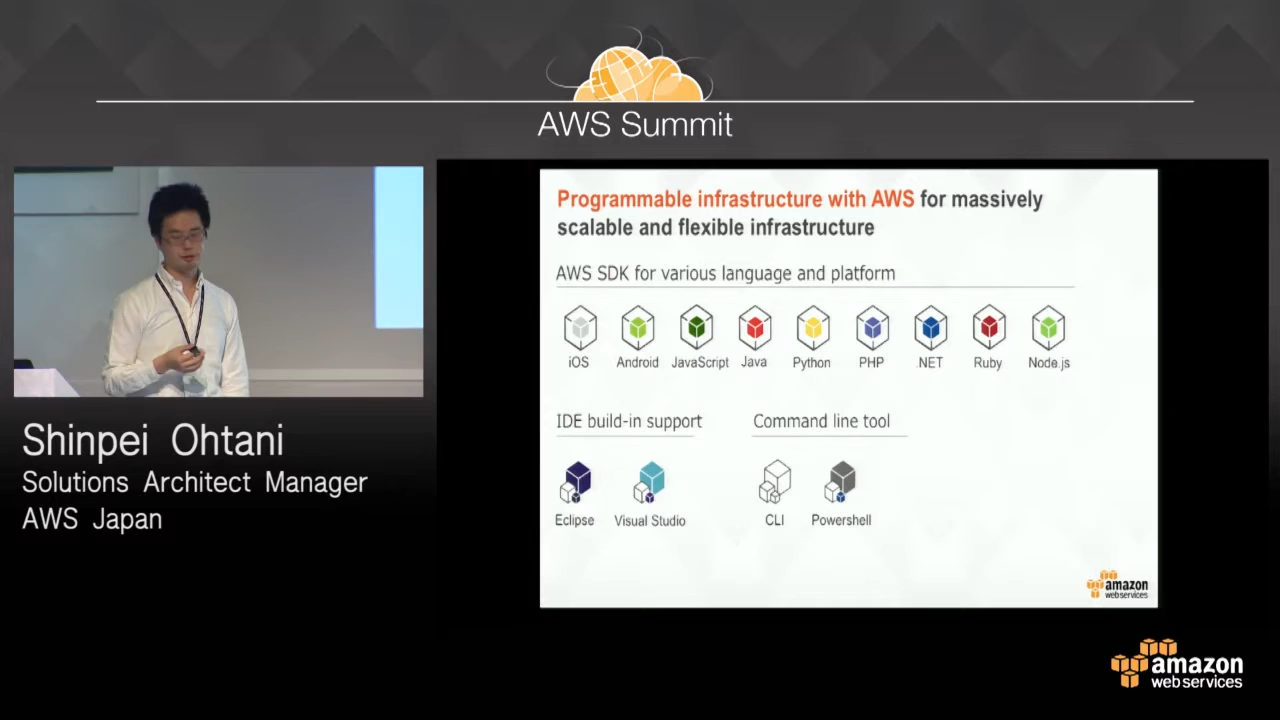 AWS Summit
Programmable infrastructure with AWS for massively
scalable and flexible infrastructure
AWS SDK for various language and platform
iOS Android JavaScript Java Python PHP .NET Ruby Node.js
IDE build-in support Command line tool
Eclipse Visual Studio CLI Powershell
amazon
web services
Shinpei Ohtani
Solutions Architect Manager
AWS Japan
amazon
web services